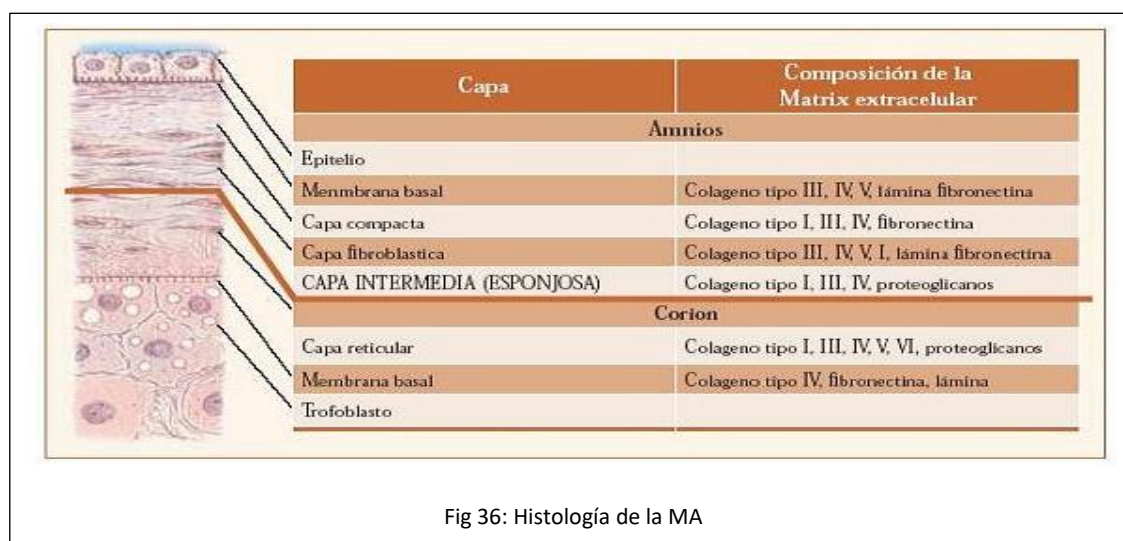 Capa
Composición de la
Matrix extracelular
Amnios
Epitelio
Menmbrana basal
Colageno tipo III, IV, V, lámina fibronectina
Capa compacta
Colageno tipo I, III, IV, fibronectina
Capa fibroblastica
Colageno tipo III, IV, V, I, lámina fibronectina
CAPA INTERMEDIA (ESPONJOSA)
Colageno tipo I, III, IV, proteoglicanos
Corion
Capa reticular
Colageno tipo I, III, IV, V, VI, proteoglicanos
Membrana basal
Colageno tipo IV, fibronectina, lámina
Trofoblasto
Fig 36: Histología de la MA